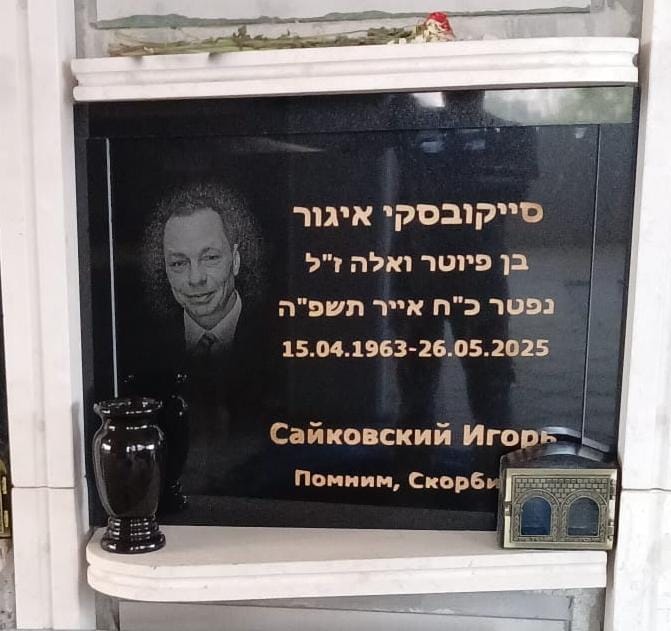 סייקובסקי איגור
בן פיוטר ואלה ז"ל
נפטר כ"ח אייר תשפ"ה
15.04.1963-26.05.2025
Сайковский Игорь
Помним,